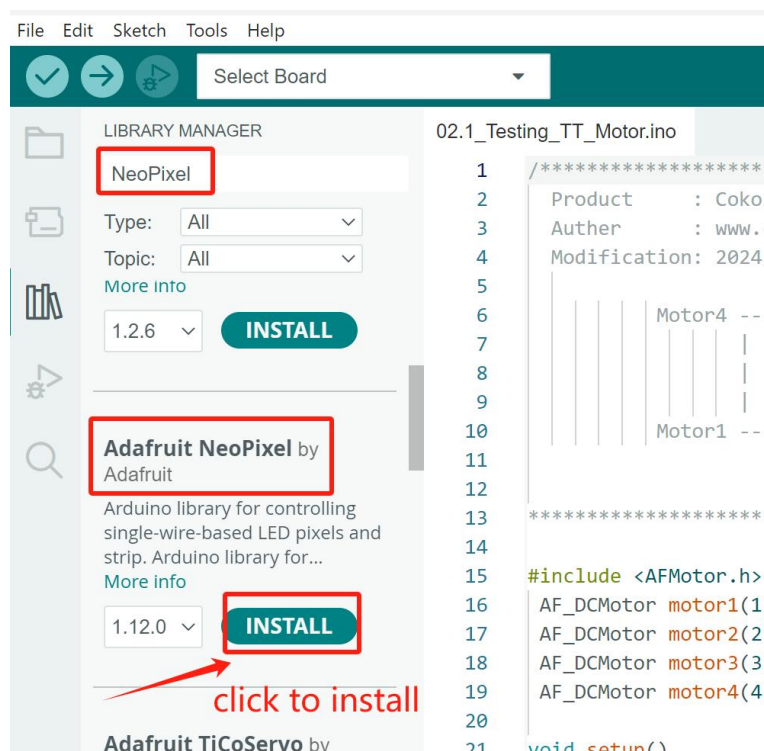 File Edit Sketch Tools Help
Select Board
LIBRARY MANAGER
NeoPixel
Type: All
Topic: All
More info
1.2.6 INSTALL
Adafruit NeoPixel by
Adafruit
Arduino library for controlling
single-wire-based LED pixels and
strip. Arduino library for...
More info
1.12.0 INSTALL
click to install
Adafruit TiCoServo by
02.1_Testing_TT_Motor.ino
1 /********************
2 Product : Coko
3 Auther : www.
4 Modification: 2024
5
6 Motor4 --
7 |
8 |
9 |
10 Motor1 --
11
12
13 ********************
14
15 #include <AFMotor.h>
16 AF_DCMotor motor1(1
17 AF_DCMotor motor2(2
18 AF_DCMotor motor3(3
19 AF_DCMotor motor4(4
20
21 void setup()